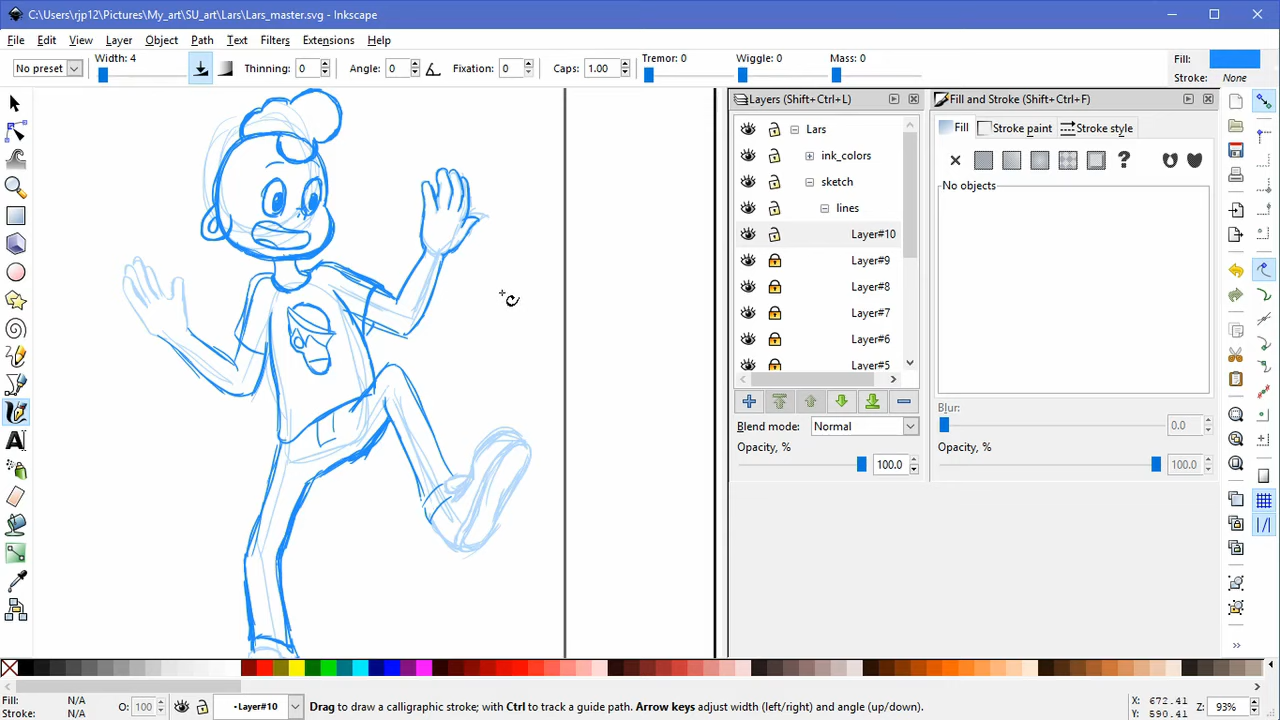 C:\Users\rjp12\Pictures\My_art\SU_art\Lars\Lars_master.svg - Inkscape
File Edit View Layer Object Path Text Filters Extensions Help
No preset Width: 4 Thinning: 0 Angle: 0 Fixation: 0 Caps: 1.00 Tremor: 0 Wiggle: 0 Mass: 0 Fill:
Stroke: None
Layers (Shift+Ctrl+L)
Lars
ink_colors
sketch
lines
Layer#10
Layer#9
Layer#8
Layer#7
Layer#6
Layer#5
Blend mode: Normal
Opacity, %
100.0
Fill and Stroke (Shift+Ctrl+F)
Fill Stroke paint Stroke style
No objects
Blur:
0.0
Opacity, %
100.0
Fill: N/A
Stroke: N/A
O: 100
Layer#10
Drag to draw a calligraphic stroke; with Ctrl to track a guide path. Arrow keys adjust width (left/right) and angle (up/down).
X: 672.41
Y: 590.41
Z: 93%